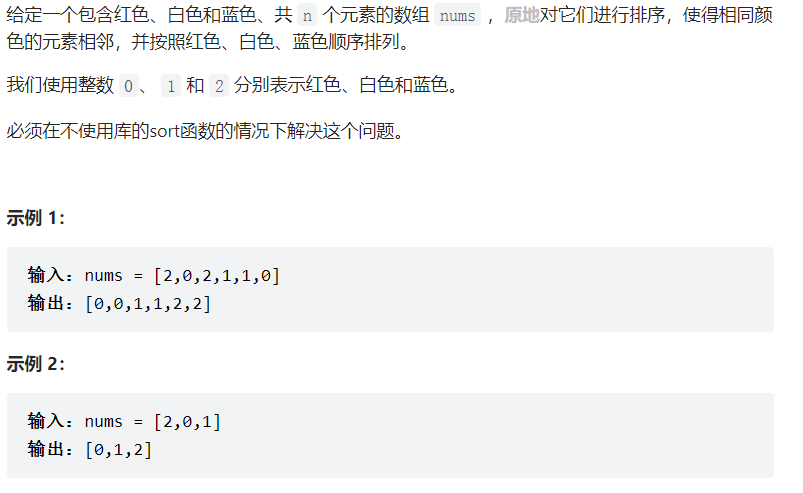 给定一个包含红色、白色和蓝色、共 n 个元素的数组 nums ，原地对它们进行排序，使得相同颜
色的元素相邻，并按照红色、白色、蓝色顺序排列。
我们使用整数 0、 1 和 2 分别表示红色、白色和蓝色。
必须在不使用库的sort函数的情况下解决这个问题。
示例 1：
输入：nums = [2,0,2,1,1,0]
输出：[0,0,1,1,2,2]
示例 2：
输入：nums = [2,0,1]
输出：[0,1,2]